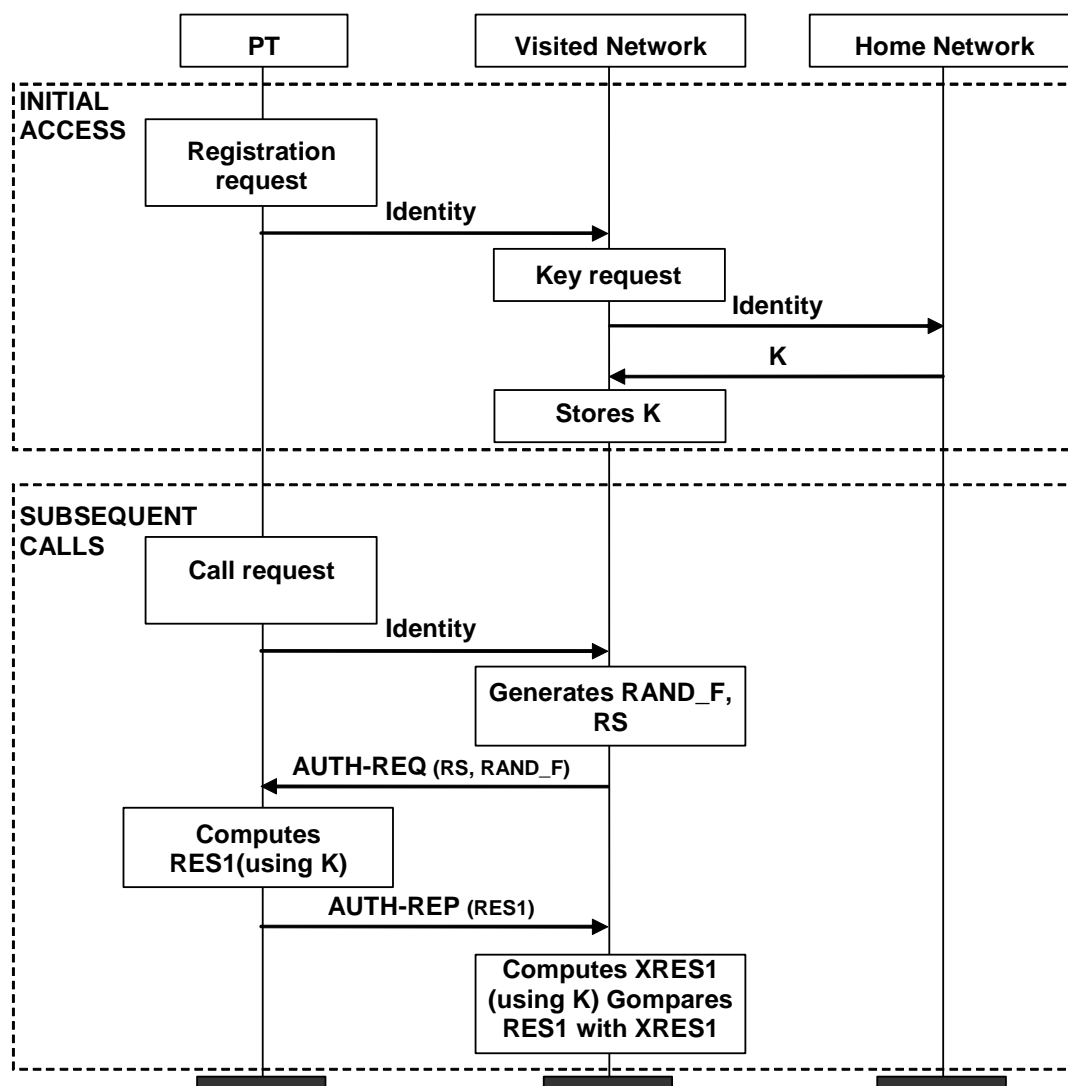 PT
Visited Network
Home Network
INITIAL
ACCESS
Registration
request
Identity
Key request
Identity
K
Stores K
SUBSEQUENT
CALLS
Call request
Identity
Generates RAND_F,
RS
AUTH-REQ (RS, RAND_F)
Computes
RES1(using K)
AUTH-REP (RES1)
Computes XRES1
(using K) Gompares
RES1 with XRES1